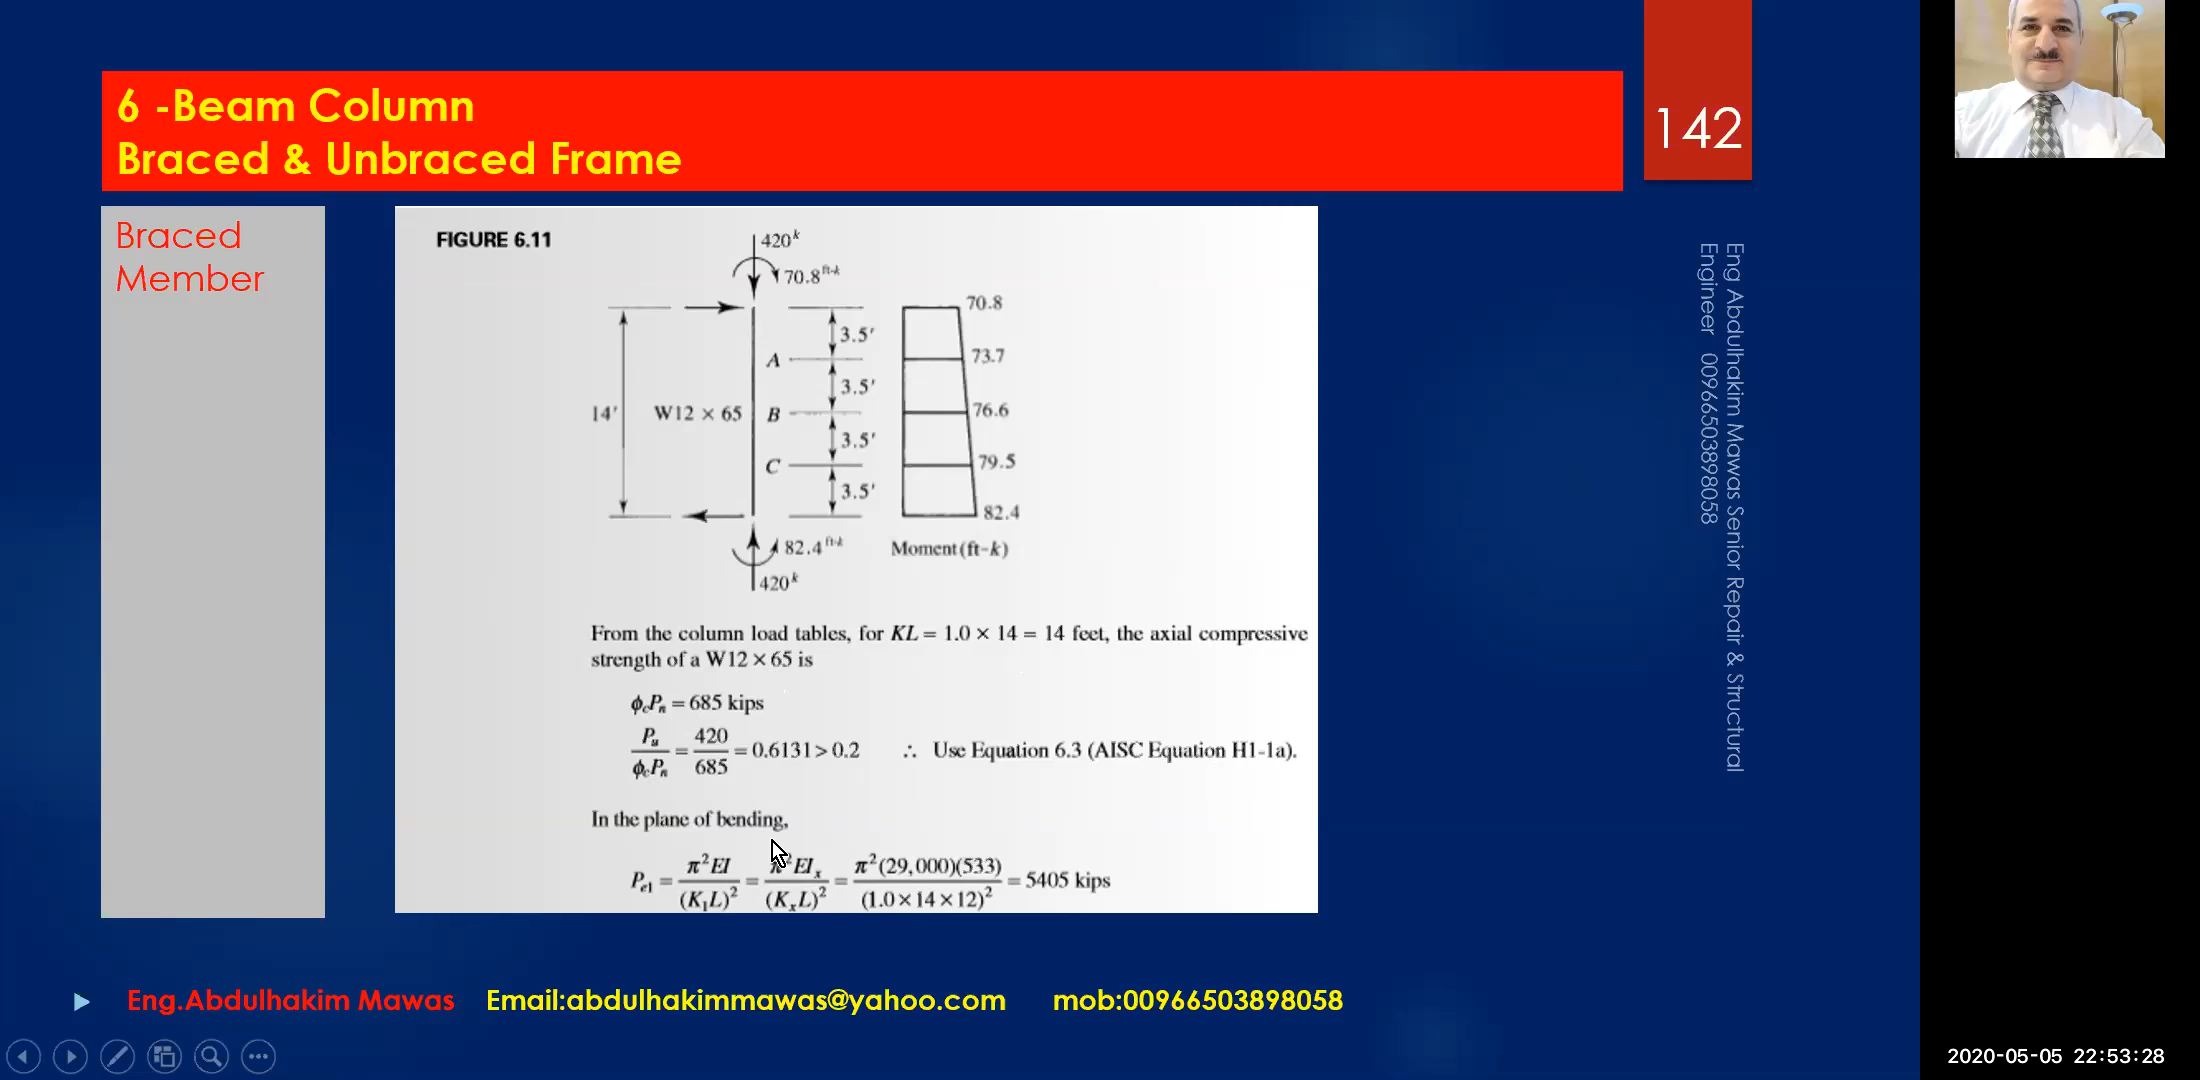 6 -Beam Column
Braced & Unbraced Frame
142
Braced
Member
FIGURE 6.11
420ᵏ
70.8ᶠᵗ⁻ᵏ
3.5'
A
3.5'
14'
W12 × 65
B
3.5'
C
3.5'
82.4ᶠᵗ⁻ᵏ
420ᵏ
70.8
73.7
76.6
79.5
82.4
Moment (ft-k)
From the column load tables, for KL = 1.0 × 14 = 14 feet, the axial compressive
strength of a W12 × 65 is
ϕcPn = 685 kips
Pu/ϕcPn = 420/685 = 0.6131 > 0.2 ∴ Use Equation 6.3 (AISC Equation H1-1a).
In the plane of bending,
Pe1 = π²EI/(K₁L)² = π²EIx/(KxL)² = π²(29,000)(533)/(1.0 × 14 × 12)² = 5405 kips
Eng Abdulhakim Mawas Senior Repair & Structural
Engineer 00966503898058
Eng.Abdulhakim Mawas Email:abdulhakimmawas@yahoo.com mob:00966503898058
2020-05-05 22:53:28